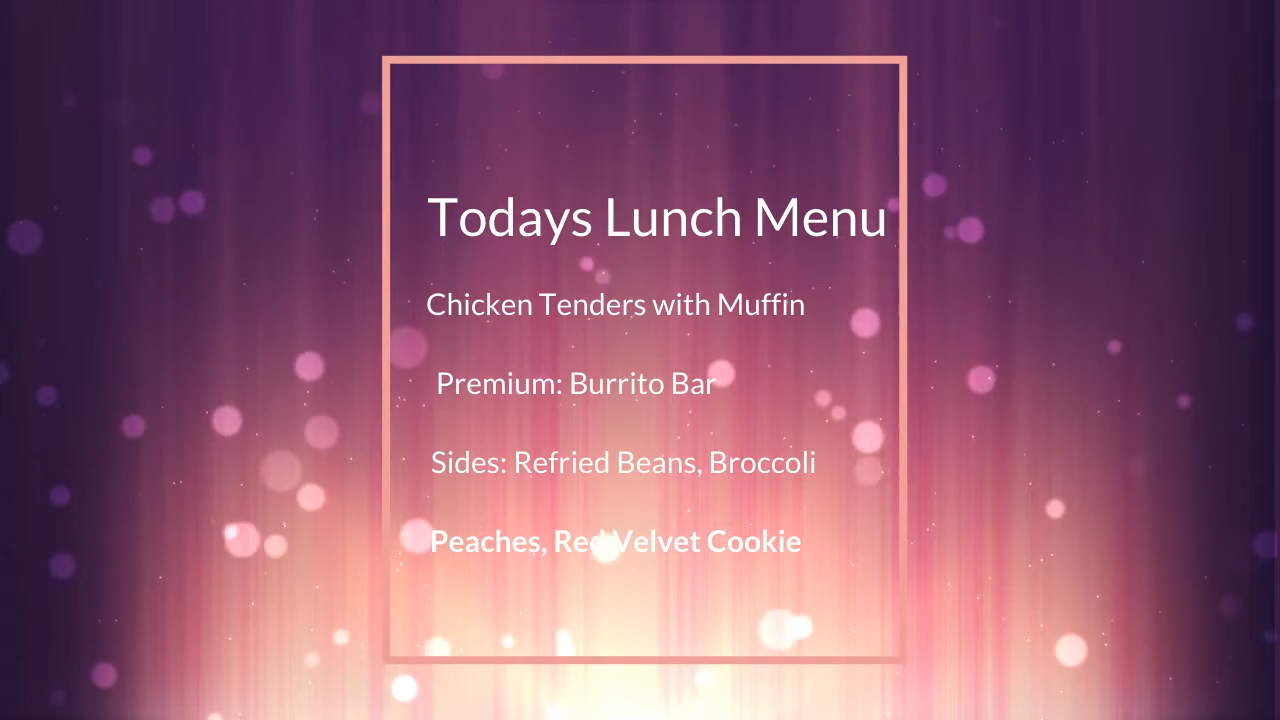 Todays Lunch Menu
Chicken Tenders with Muffin
Premium: Burrito Bar
Sides: Refried Beans, Broccoli
Peaches, Red Velvet Cookie